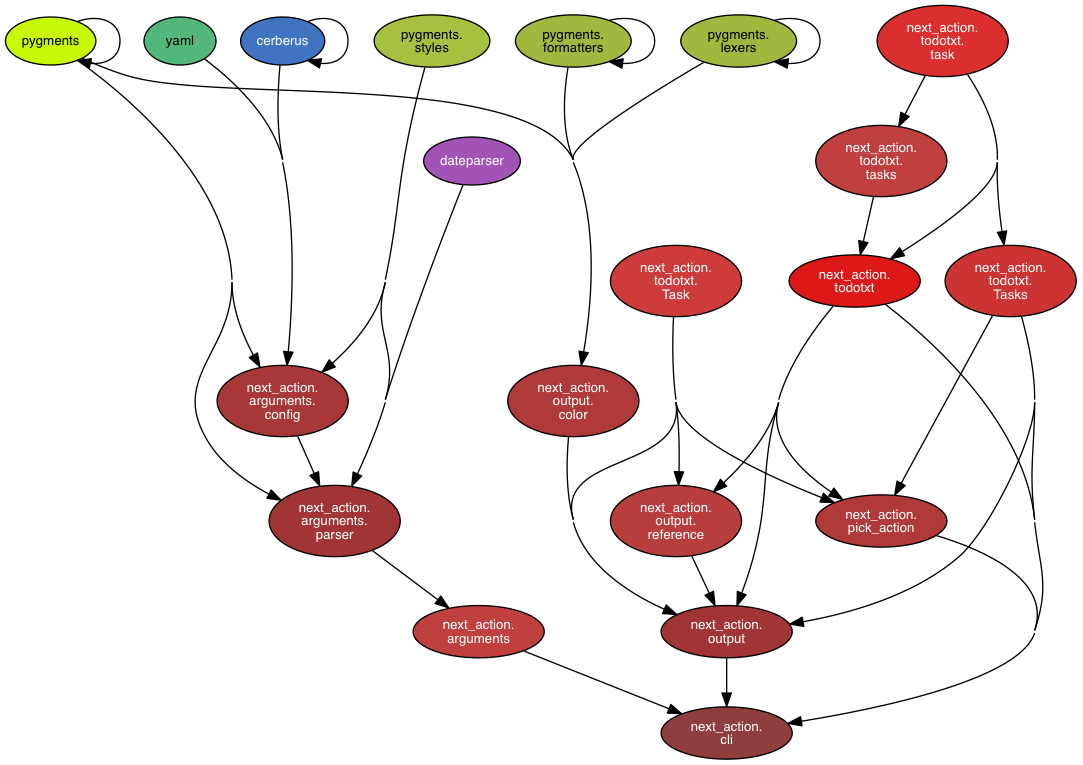 pygments
yaml
cerberus
pygments.
styles
pygments.
formatters
pygments.
lexers
next_action.
todotxt.
task
dateparser
next_action.
todotxt.
tasks
next_action.
todotxt.
Task
next_action.
todotxt
next_action.
todotxt.
Tasks
next_action.
arguments.
config
next_action.
output.
color
next_action.
arguments.
parser
next_action.
output.
reference
next_action.
pick_action
next_action.
arguments
next_action.
output
next_action.
cli